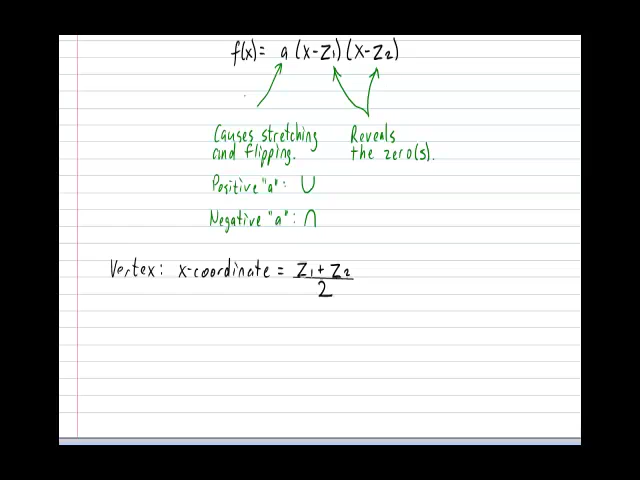 f(x) = a (x-z₁)(x-z₂)
Causes stretching and flipping.
Reveals the zero(s).
Positive "a": ∪
Negative "a": ∩
Vertex: x-coordinate = z₁ + z₂ / 2